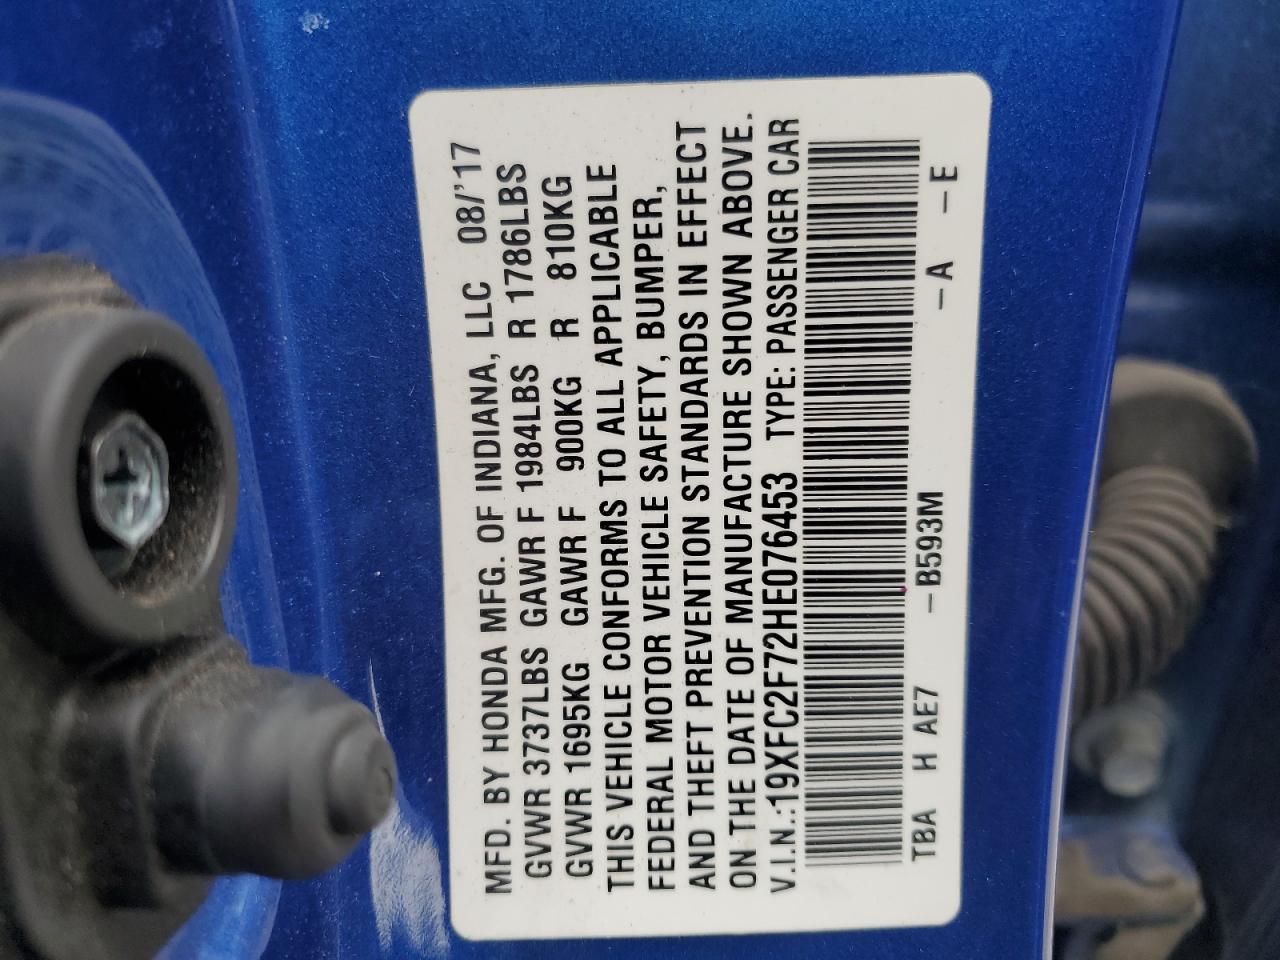 MFD. BY HONDA MFG. OF INDIANA, LLC 08/'17
GVWR 3737LBS GAWR F 1984LBS R 1786LBS
GVWR 1695KG GAWR F 900KG R 810KG
THIS VEHICLE CONFORMS TO ALL APPLICABLE
FEDERAL MOTOR VEHICLE SAFETY, BUMPER,
AND THEFT PREVENTION STANDARDS IN EFFECT
ON THE DATE OF MANUFACTURE SHOWN ABOVE.
V.I.N.:19XFC2F72HE076453 TYPE: PASSENGER CAR
TBA H AE7 –B593M –A –E